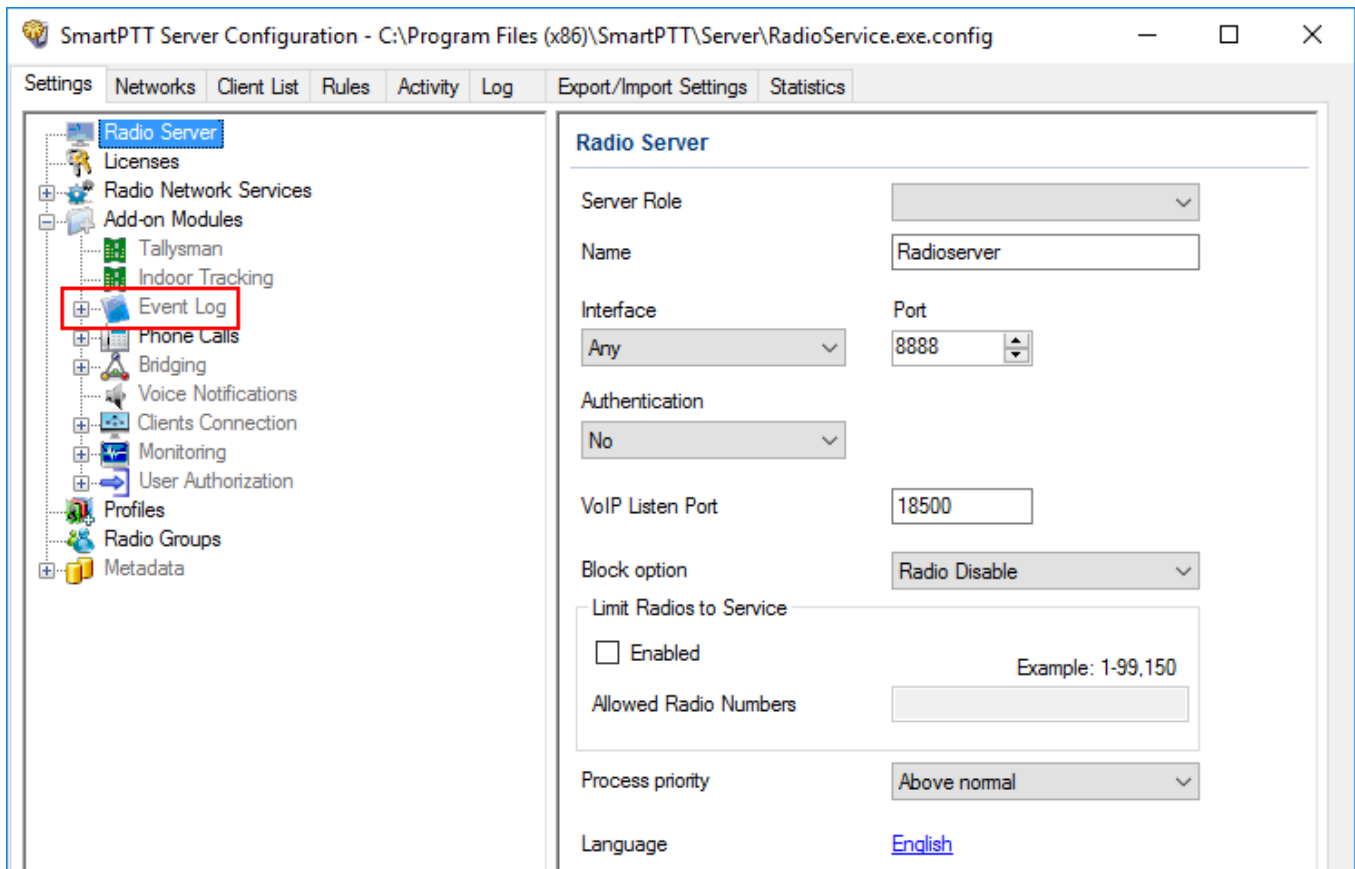 SmartPTT Server Configuration - C:\Program Files (x86)\SmartPTT\Server\RadioService.exe.config
Settings Networks Client List Rules Activity Log Export/Import Settings Statistics
Radio Server
Licenses
Radio Network Services
Add-on Modules
Tallysman
Indoor Tracking
Event Log
Phone Calls
Bridging
Voice Notifications
Clients Connection
Monitoring
User Authorization
Profiles
Radio Groups
Metadata
Radio Server
Server Role
Name Radioserver
Interface Port
Any 8888
Authentication
No
VoIP Listen Port 18500
Block option Radio Disable
Limit Radios to Service
Enabled
Example: 1-99,150
Allowed Radio Numbers
Process priority Above normal
Language English